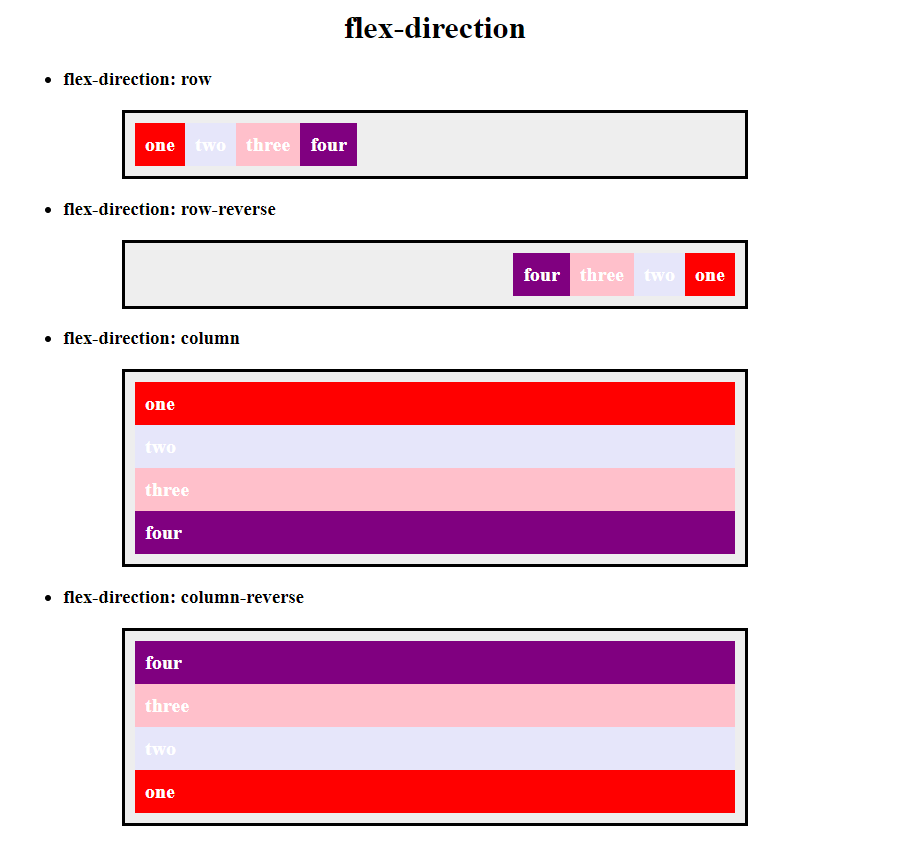 flex-direction
flex-direction: row
one two three four
flex-direction: row-reverse
four three two one
flex-direction: column
one
two
three
four
flex-direction: column-reverse
four
three
two
one